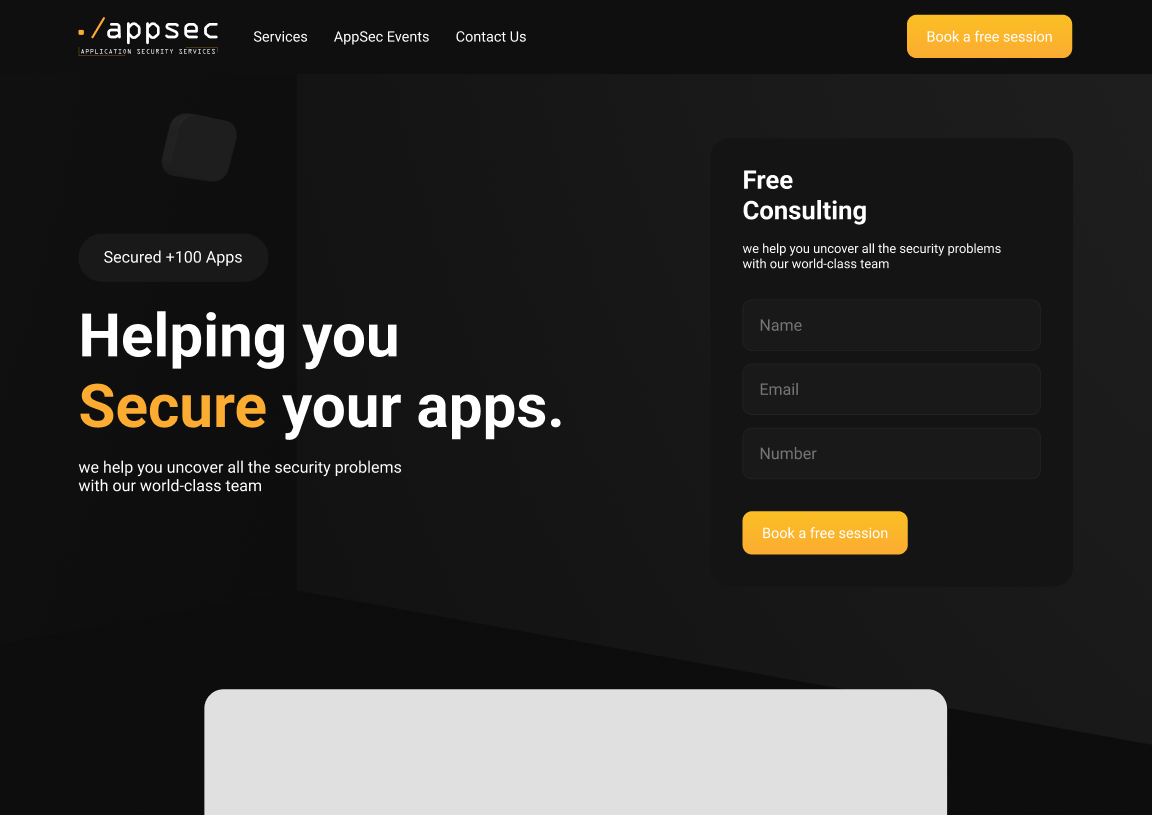 ./appsec
APPLICATION SECURITY SERVICES
Services
AppSec Events
Contact Us
Book a free session
Secured +100 Apps
Helping you
Secure your apps.
we help you uncover all the security problems
with our world-class team
Free
Consulting
we help you uncover all the security problems
with our world-class team
Name
Email
Number
Book a free session